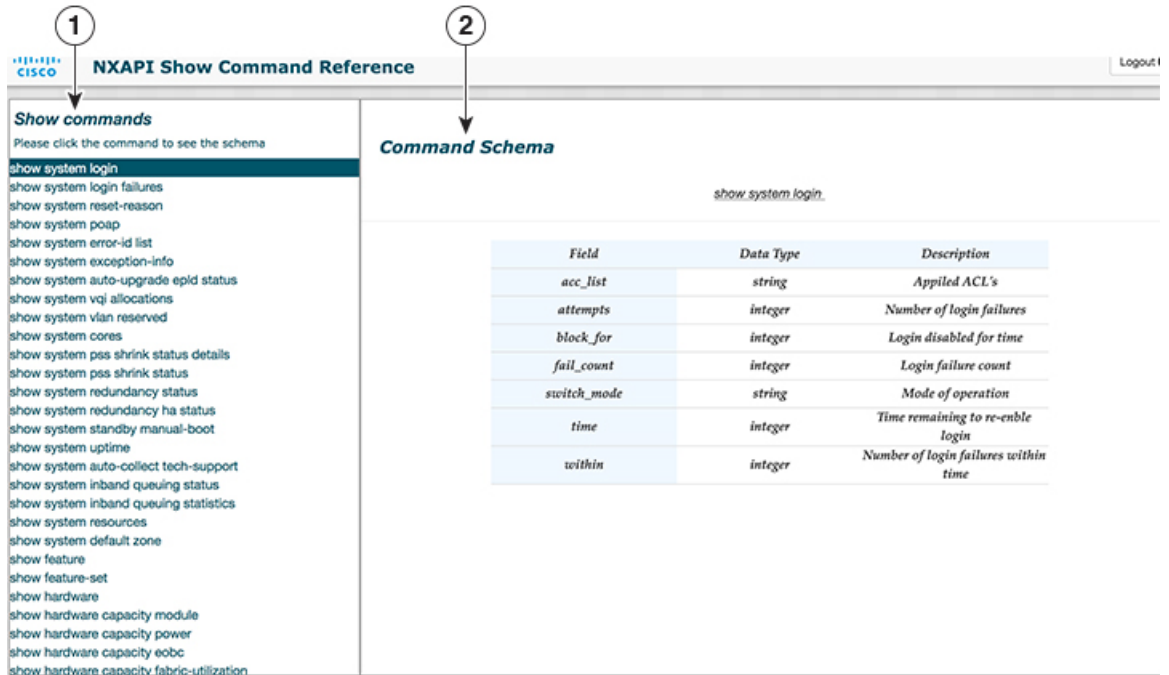 1
2
CISCO
NXAPI Show Command Reference
Logout
Show commands
Please click the command to see the schema
show system login
show system login failures
show system reset-reason
show system poap
show system error-id list
show system exception-info
show system auto-upgrade epld status
show system vqi allocations
show system vlan reserved
show system cores
show system pss shrink status details
show system pss shrink status
show system redundancy status
show system redundancy ha status
show system standby manual-boot
show system uptime
show system auto-collect tech-support
show system inband queuing status
show system inband queuing statistics
show system resources
show system default zone
show feature
show feature-set
show hardware
show hardware capacity module
show hardware capacity power
show hardware capacity eobc
show hardware capacity fabric-utilization
Command Schema
show system login
Field Data Type Description
acc_list string Appiled ACL's
attempts integer Number of login failures
block_for integer Login disabled for time
fail_count integer Login failure count
switch_mode string Mode of operation
time integer Time remaining to re-enble
login
within integer Number of login failures within
time